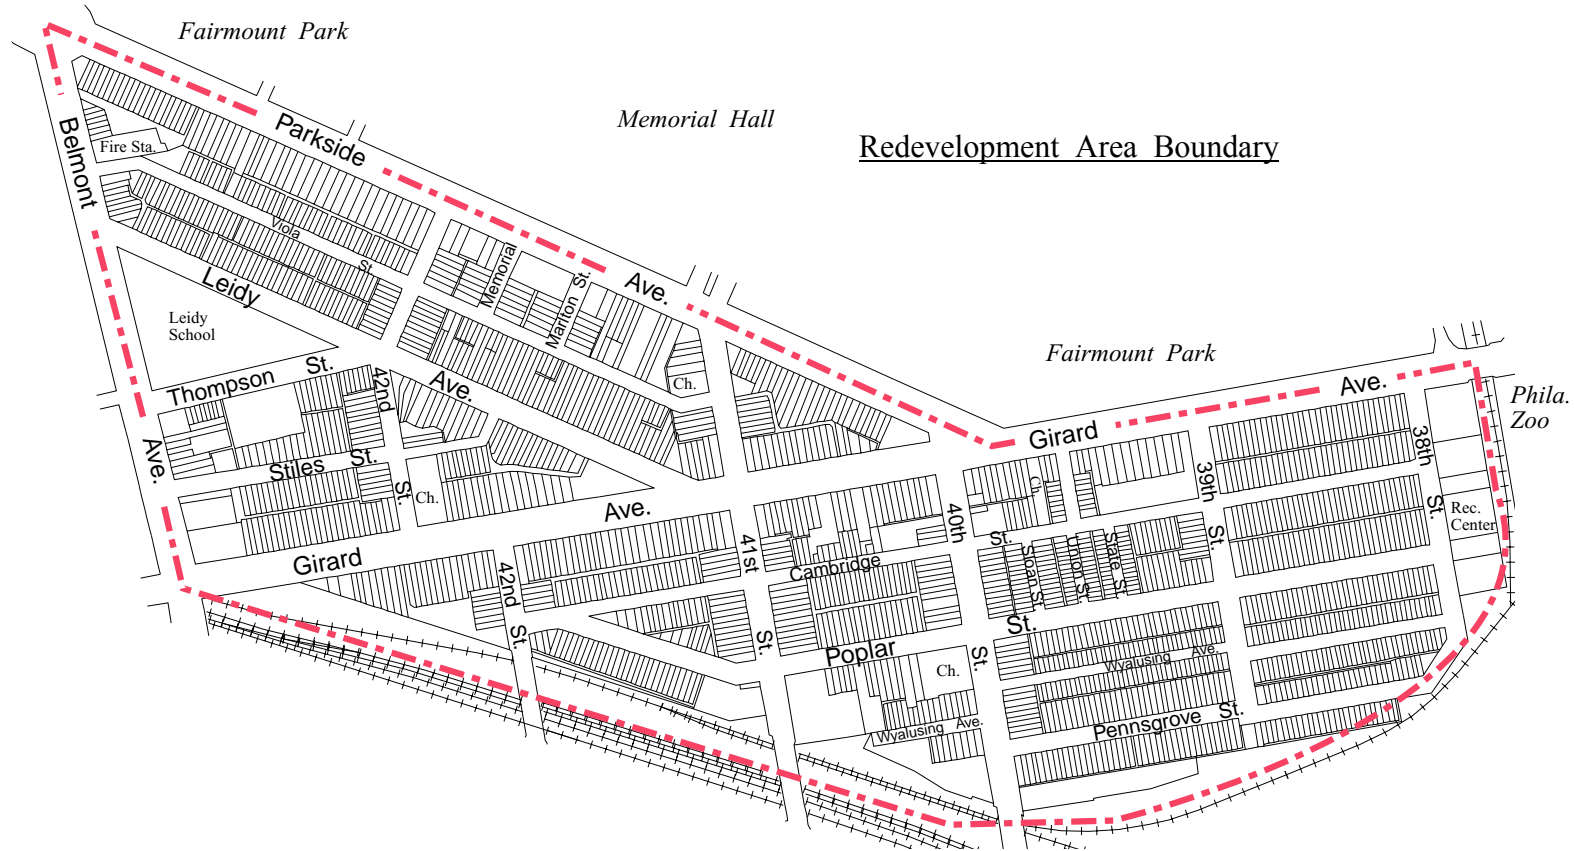 Fairmount Park
Memorial Hall
Redevelopment Area Boundary
Parkside
Ave.
Belmont
Ave.
Fire Sta.
Viola
St.
Leidy
Ave.
Memorial
Marlton St.
Leidy
School
Thompson St.
42nd
St.
Stiles St.
Ch.
Ch.
Fairmount Park
Girard
Ave.
Phila.
Zoo
Girard
Ave.
Ch.
38th
St.
39th
St.
Rec.
Center
40th
St.
41st
St.
42nd
St.
Cambridge
St.
Sloan St.
Union St.
State St.
Poplar
St.
Ch.
Wyalusing Ave.
Wyalusing Ave.
Pennsgrove St.